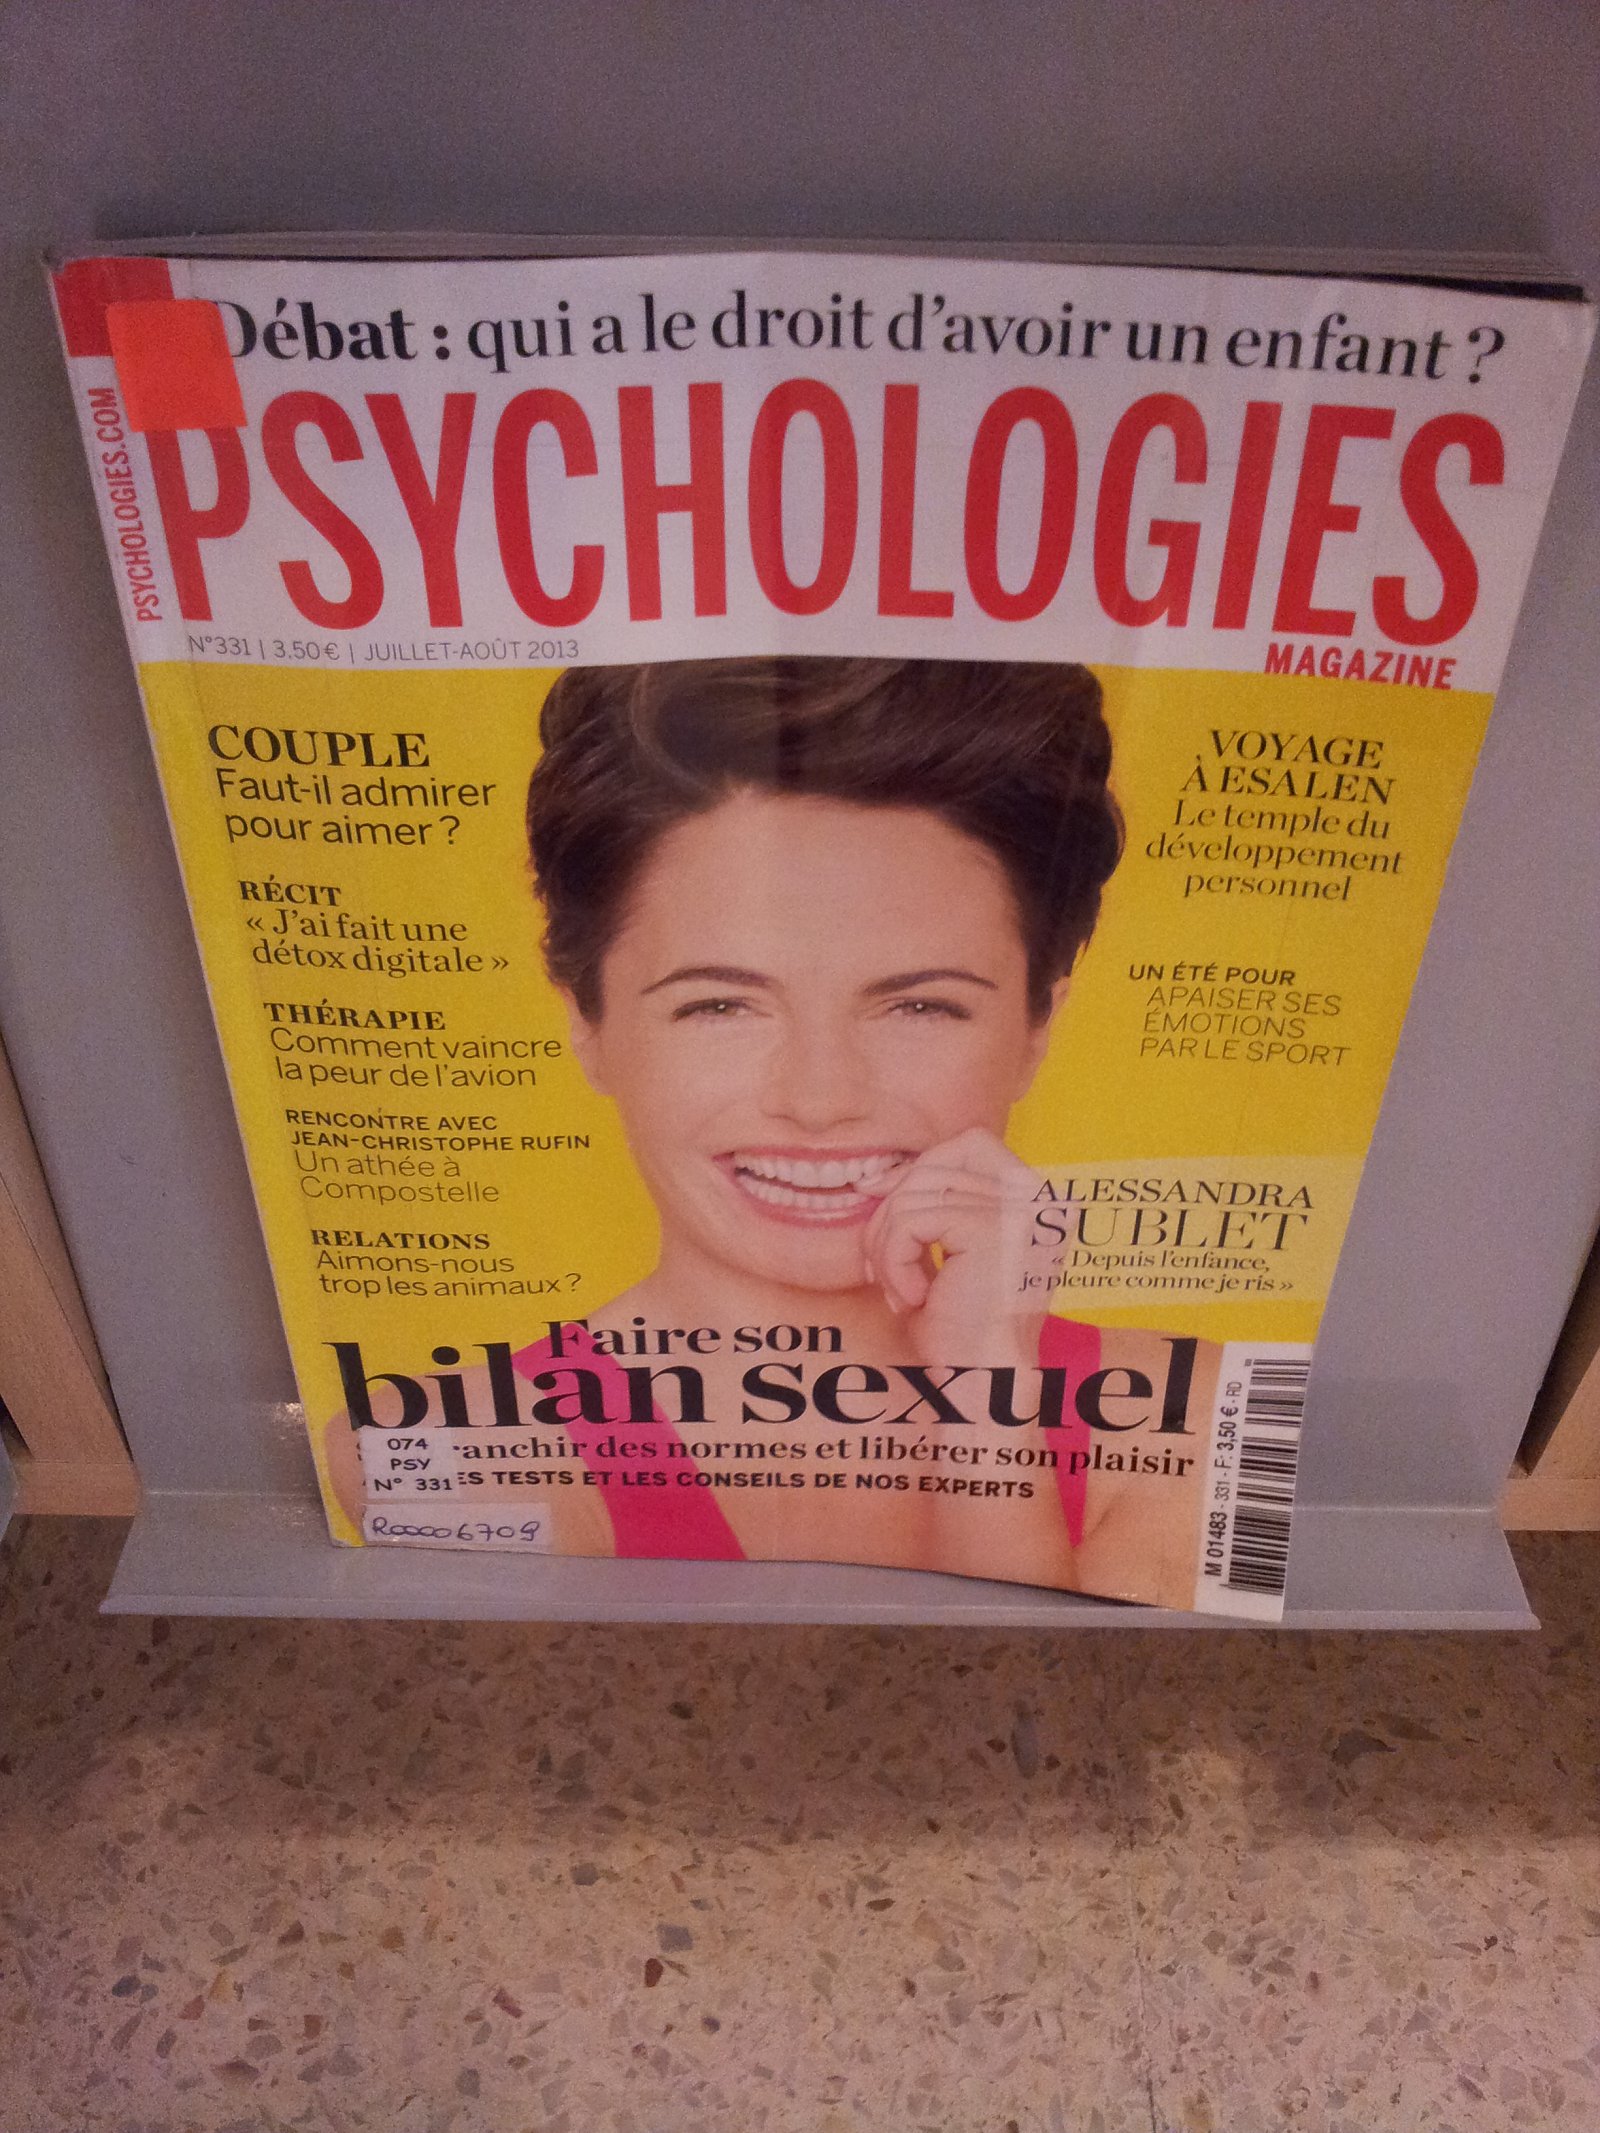 Débat : qui a le droit d'avoir un enfant ?
PSYCHOLOGIES
MAGAZINE
PSYCHOLOGIES.COM
N°331 | 3.50 € | JUILLET-AOÛT 2013
COUPLE
Faut-il admirer
pour aimer ?
RÉCIT
« J'ai fait une
détox digitale »
THÉRAPIE
Comment vaincre
la peur de l'avion
RENCONTRE AVEC
JEAN-CHRISTOPHE RUFIN
Un athée à
Compostelle
RELATIONS
Aimons-nous
trop les animaux ?
VOYAGE
À ESALEN
Le temple du
développement
personnel
UN ÉTÉ POUR
APAISER SES
ÉMOTIONS
PAR LE SPORT
ALESSANDRA
SUBLET
« Depuis l'enfance,
je pleure comme je ris »
Faire son
bilan sexuel
des normes et libérer son plaisir
TESTS ET LES CONSEILS DE NOS EXPERTS
074
PSY
N° 331
R00006709
M 01483 - 331 - F: 3,50 € - RD